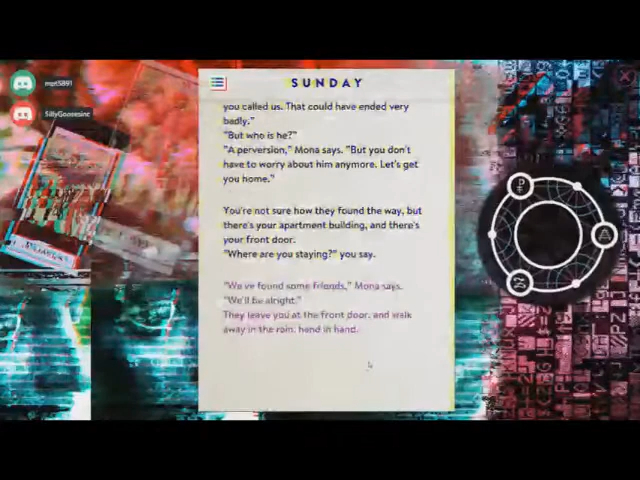 SUNDAY
you called us. That could have ended very
badly."
"But who is he?"
"A perversion," Mona says. "But you don't
have to worry about him anymore. Let's get
you home."
You're not sure how they found the way, but
there's your apartment building, and there's
your front door.
"Where are you staying?" you say.
"We've found some friends," Mona says.
"We'll be alright."
They leave you at the front door, and walk
away in the rain, hand in hand.